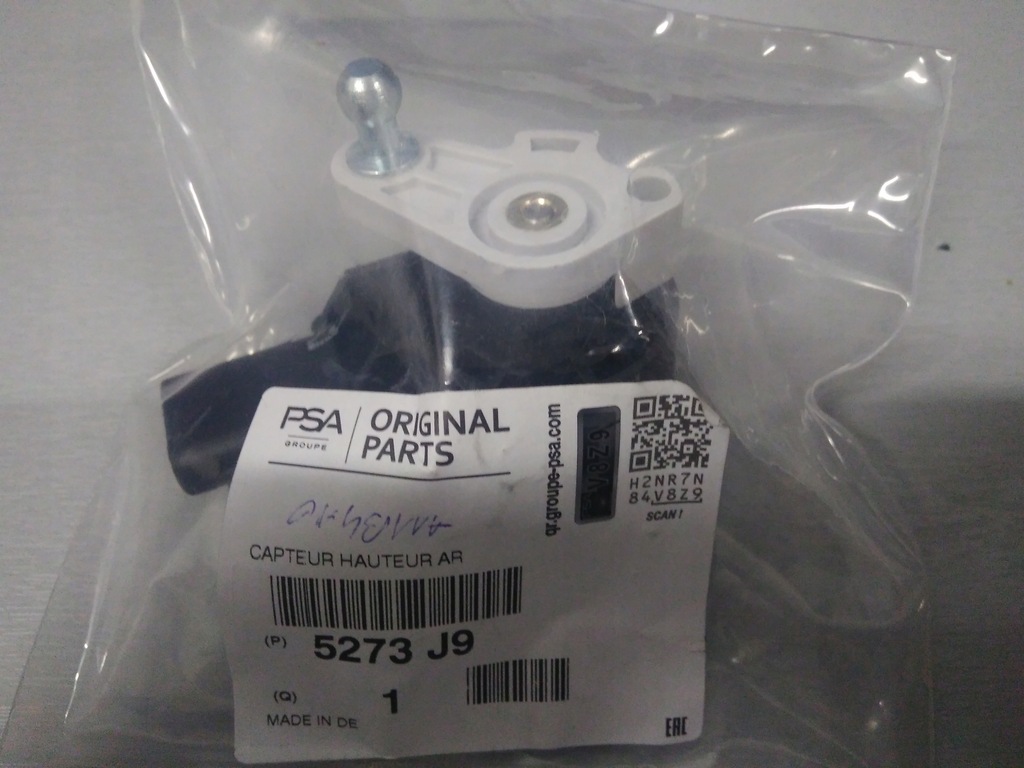 PSA
GROUPE
ORIGINAL
PARTS
qr.groupe-psa.com
V8Z9
H2NR7N
84V8Z9
SCAN!
CAPTEUR HAUTEUR AR
(P) 5273 J9
(Q) 1
MADE IN DE
EAC